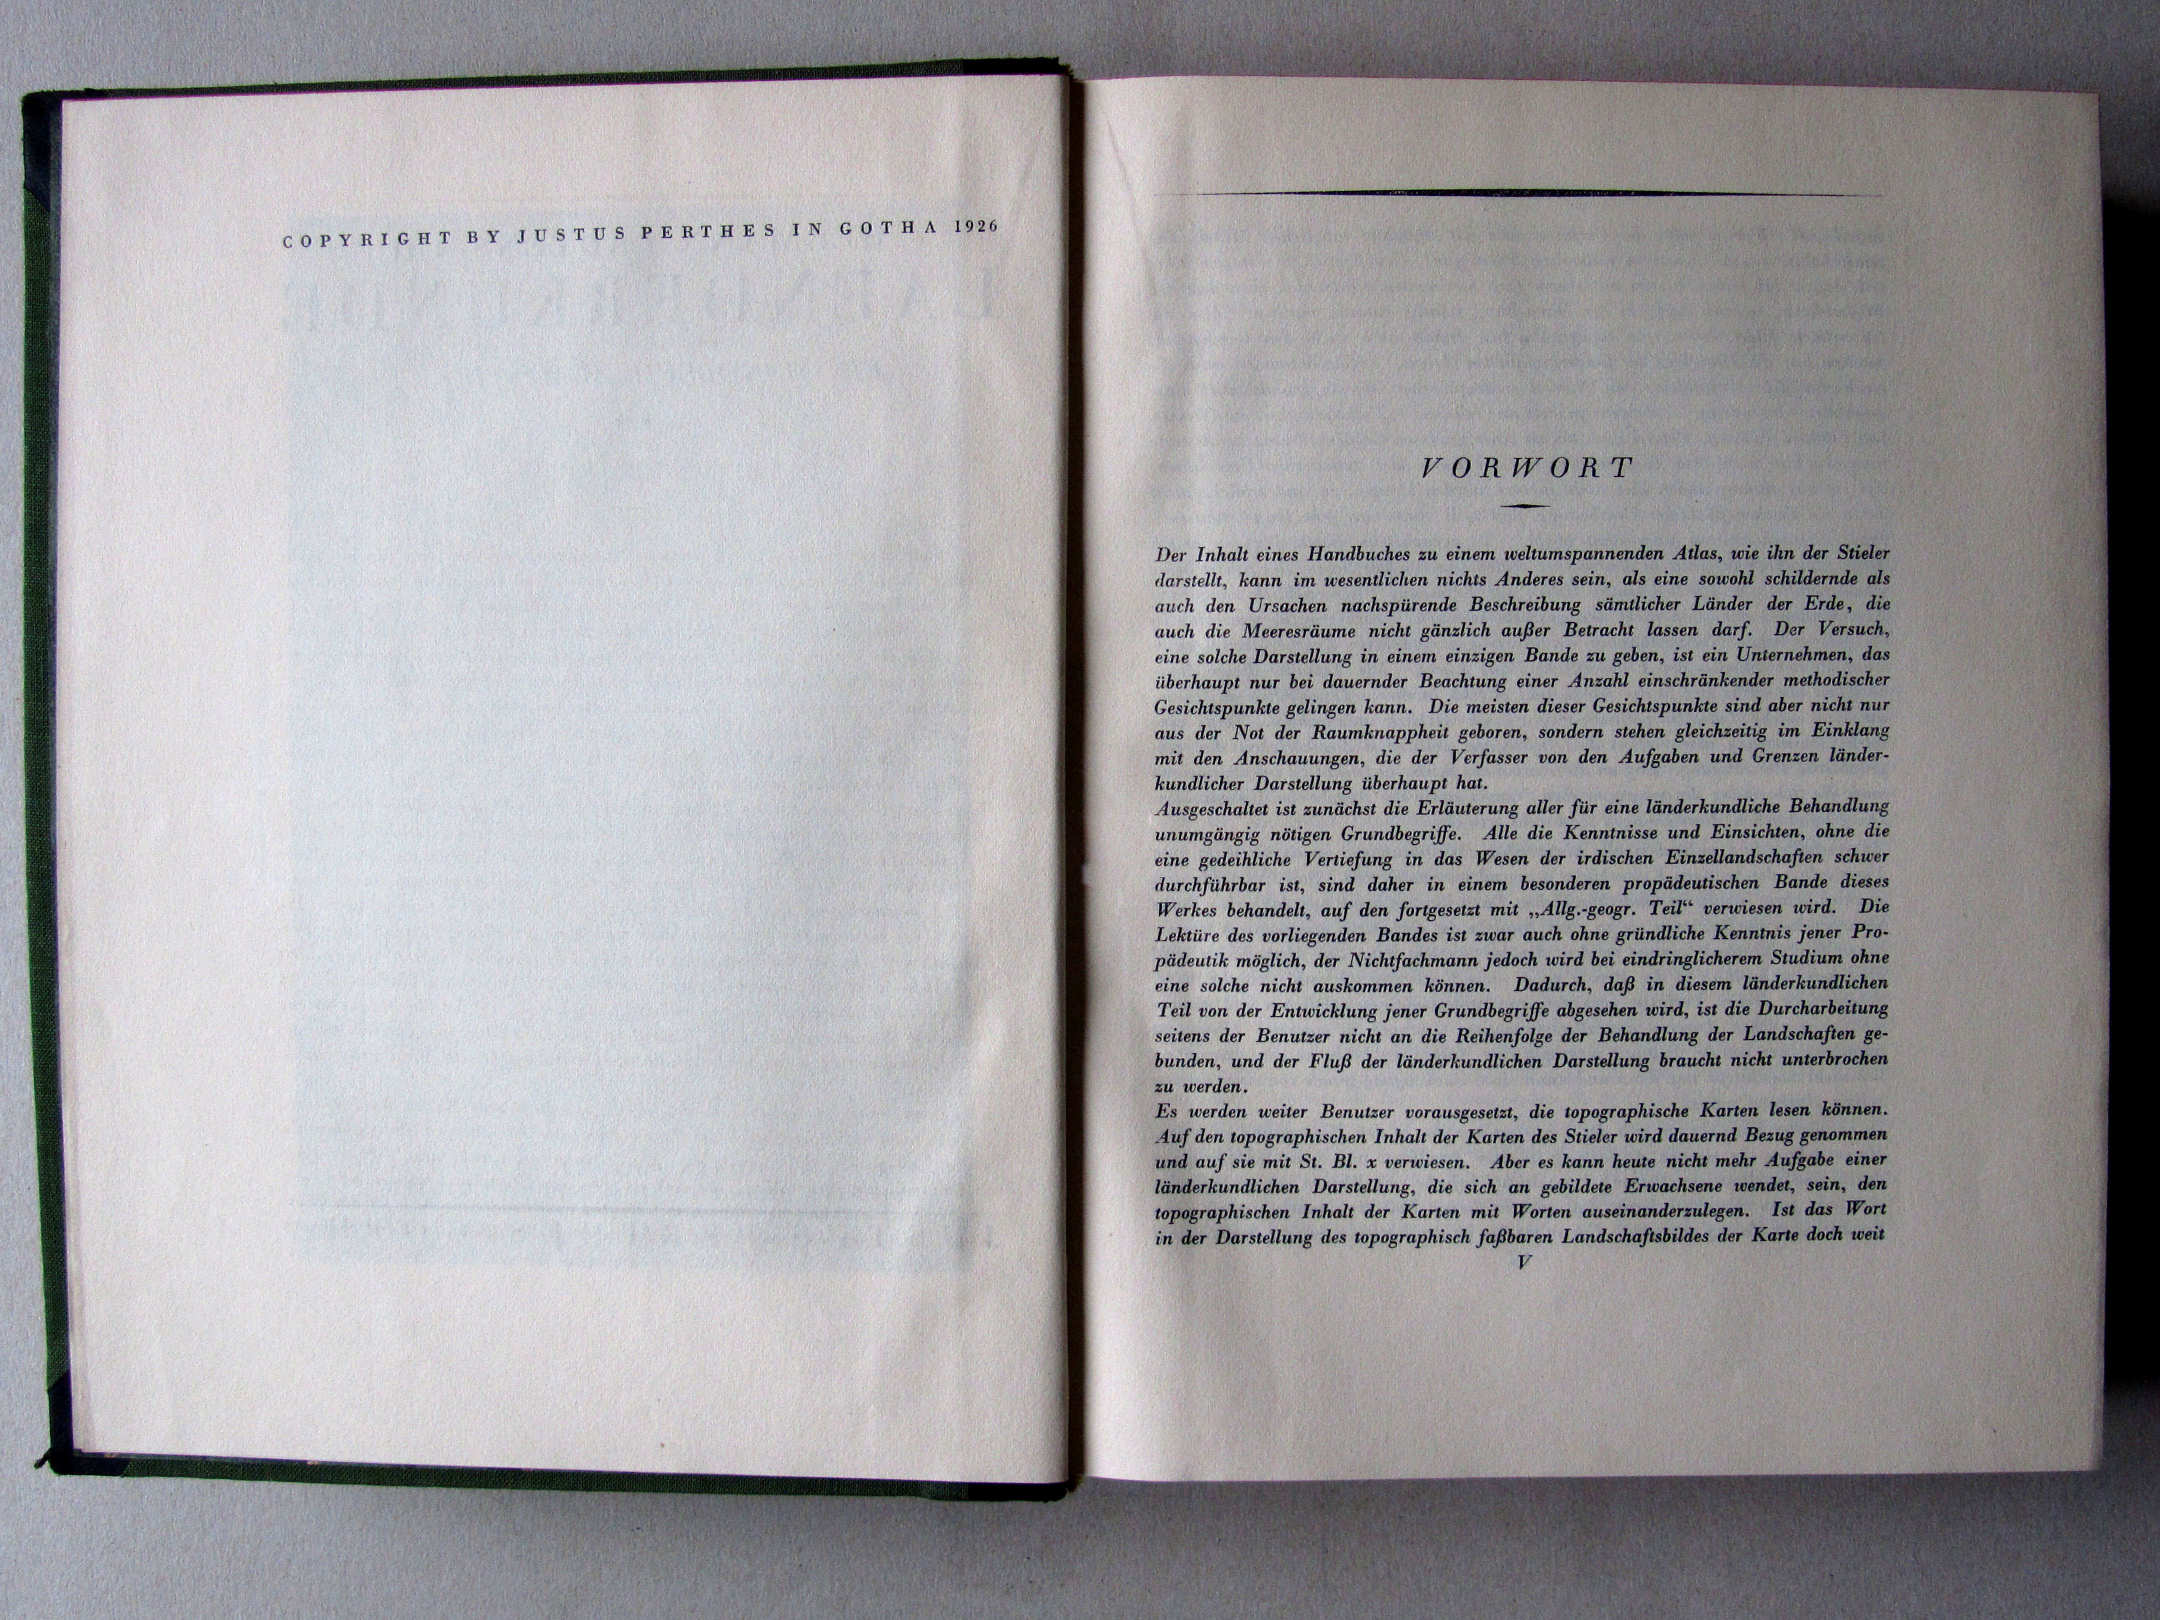 COPYRIGHT BY JUSTUS PERTHES IN GOTHA 1926
VORWORT
Der Inhalt eines Handbuches zu einem weltumspannenden Atlas, wie ihn der Stieler
darstellt, kann im wesentlichen nichts Anderes sein, als eine sowohl schildernde als
auch den Ursachen nachspürende Beschreibung sämtlicher Länder der Erde, die
auch die Meeresräume nicht gänzlich außer Betracht lassen darf. Der Versuch,
eine solche Darstellung in einem einzigen Bande zu geben, ist ein Unternehmen, das
überhaupt nur bei dauernder Beachtung einer Anzahl einschränkender methodischer
Gesichtspunkte gelingen kann. Die meisten dieser Gesichtspunkte sind aber nicht nur
aus der Not der Raumknappheit geboren, sondern stehen gleichzeitig im Einklang
mit den Anschauungen, die der Verfasser von den Aufgaben und Grenzen länder-
kundlicher Darstellung überhaupt hat.
Ausgeschaltet ist zunächst die Erläuterung aller für eine länderkundliche Behandlung
unumgängig nötigen Grundbegriffe. Alle die Kenntnisse und Einsichten, ohne die
eine gedeihliche Vertiefung in das Wesen der irdischen Einzellandschaften schwer
durchführbar ist, sind daher in einem besonderen propädeutischen Bande dieses
Werkes behandelt, auf den fortgesetzt mit „Allg.-geogr. Teil“ verwiesen wird. Die
Lektüre des vorliegenden Bandes ist zwar auch ohne gründliche Kenntnis jener Pro-
pädeutik möglich, der Nichtfachmann jedoch wird bei eindringlicherem Studium ohne
eine solche nicht auskommen können. Dadurch, daß in diesem länderkundlichen
Teil von der Entwicklung jener Grundbegriffe abgesehen wird, ist die Durcharbeitung
seitens der Benutzer nicht an die Reihenfolge der Behandlung der Landschaften ge-
bunden, und der Fluß der länderkundlichen Darstellung braucht nicht unterbrochen
zu werden.
Es werden weiter Benutzer vorausgesetzt, die topographische Karten lesen können.
Auf den topographischen Inhalt der Karten des Stieler wird dauernd Bezug genommen
und auf sie mit St. Bl. x verwiesen. Aber es kann heute nicht mehr Aufgabe einer
länderkundlichen Darstellung, die sich an gebildete Erwachsene wendet, sein, den
topographischen Inhalt der Karten mit Worten auseinanderzulegen. Ist das Wort
in der Darstellung des topographisch faßbaren Landschaftsbildes der Karte doch weit
V